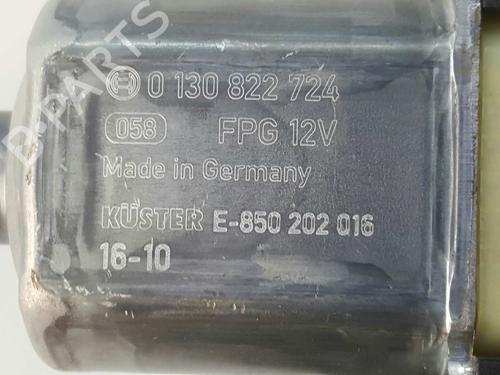 0 130 822 724
058 FPG 12V
Made in Germany
KÜSTER E-850 202 016
16-10
B-PARTS